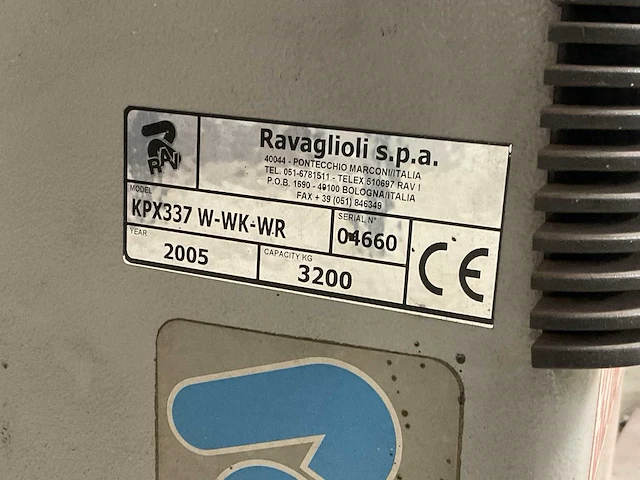 RAV
Ravaglioli s.p.a.
40044 - PONTECCHIO MARCONI/ITALIA
TEL. 051-6781511 - TELEX 510697 RAV I
P.O.B. 1690 - 40100 BOLOGNA/ITALIA
FAX + 39 (051) 846349
MODEL
KPX337 W-WK-WR
SERIAL N°
04660
YEAR
2005
CAPACITY KG
3200
CE